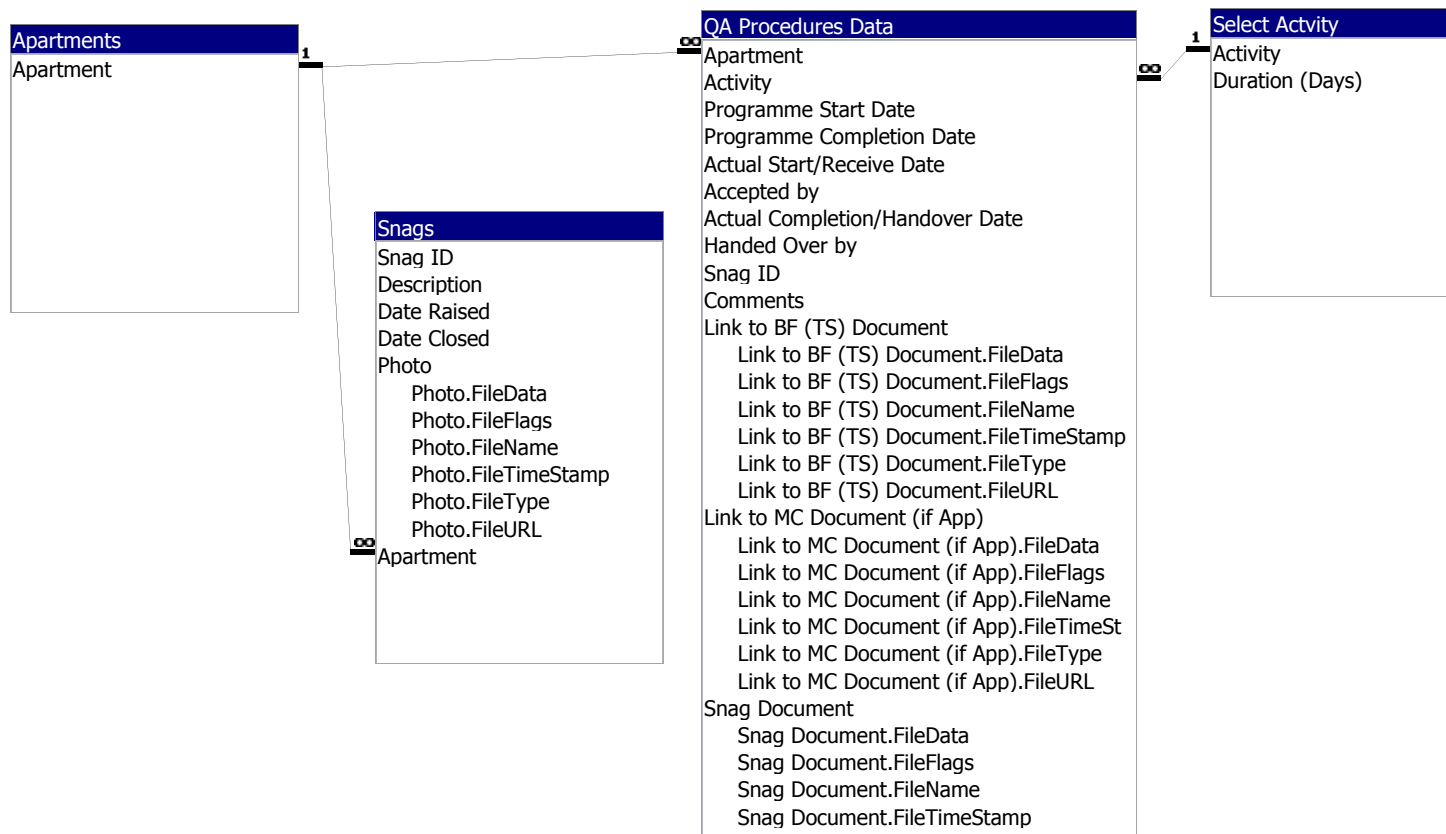 Apartments
Apartment
1
Snags
Snag ID
Description
Date Raised
Date Closed
Photo
Photo.FileData
Photo.FileFlags
Photo.FileName
Photo.FileTimeStamp
Photo.FileType
Photo.FileURL
Apartment
∞
∞
QA Procedures Data
Apartment
Activity
Programme Start Date
Programme Completion Date
Actual Start/Receive Date
Accepted by
Actual Completion/Handover Date
Handed Over by
Snag ID
Comments
Link to BF (TS) Document
Link to BF (TS) Document.FileData
Link to BF (TS) Document.FileFlags
Link to BF (TS) Document.FileName
Link to BF (TS) Document.FileTimeStamp
Link to BF (TS) Document.FileType
Link to BF (TS) Document.FileURL
Link to MC Document (if App)
Link to MC Document (if App).FileData
Link to MC Document (if App).FileFlags
Link to MC Document (if App).FileName
Link to MC Document (if App).FileTimeSt
Link to MC Document (if App).FileType
Link to MC Document (if App).FileURL
Snag Document
Snag Document.FileData
Snag Document.FileFlags
Snag Document.FileName
Snag Document.FileTimeStamp
∞
1
Select Actvity
Activity
Duration (Days)